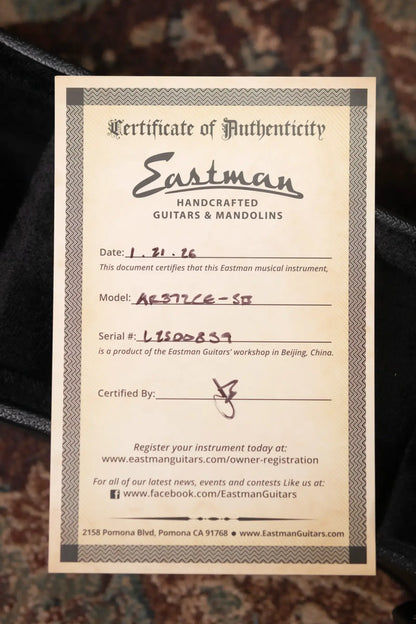 Certificate of Authenticity
Eastman
HANDCRAFTED
GUITARS & MANDOLINS
Date: 1.21.26
This document certifies that this Eastman musical instrument,
Model: AR372CE-SB
Serial #: L2500839
is a product of the Eastman Guitars' workshop in Beijing, China.
Certified By:
Register your instrument today at:
www.eastmanguitars.com/owner-registration
For all of our latest news, events and contests Like us at:
f www.facebook.com/EastmanGuitars
2158 Pomona Blvd, Pomona CA 91768 ● www.EastmanGuitars.com